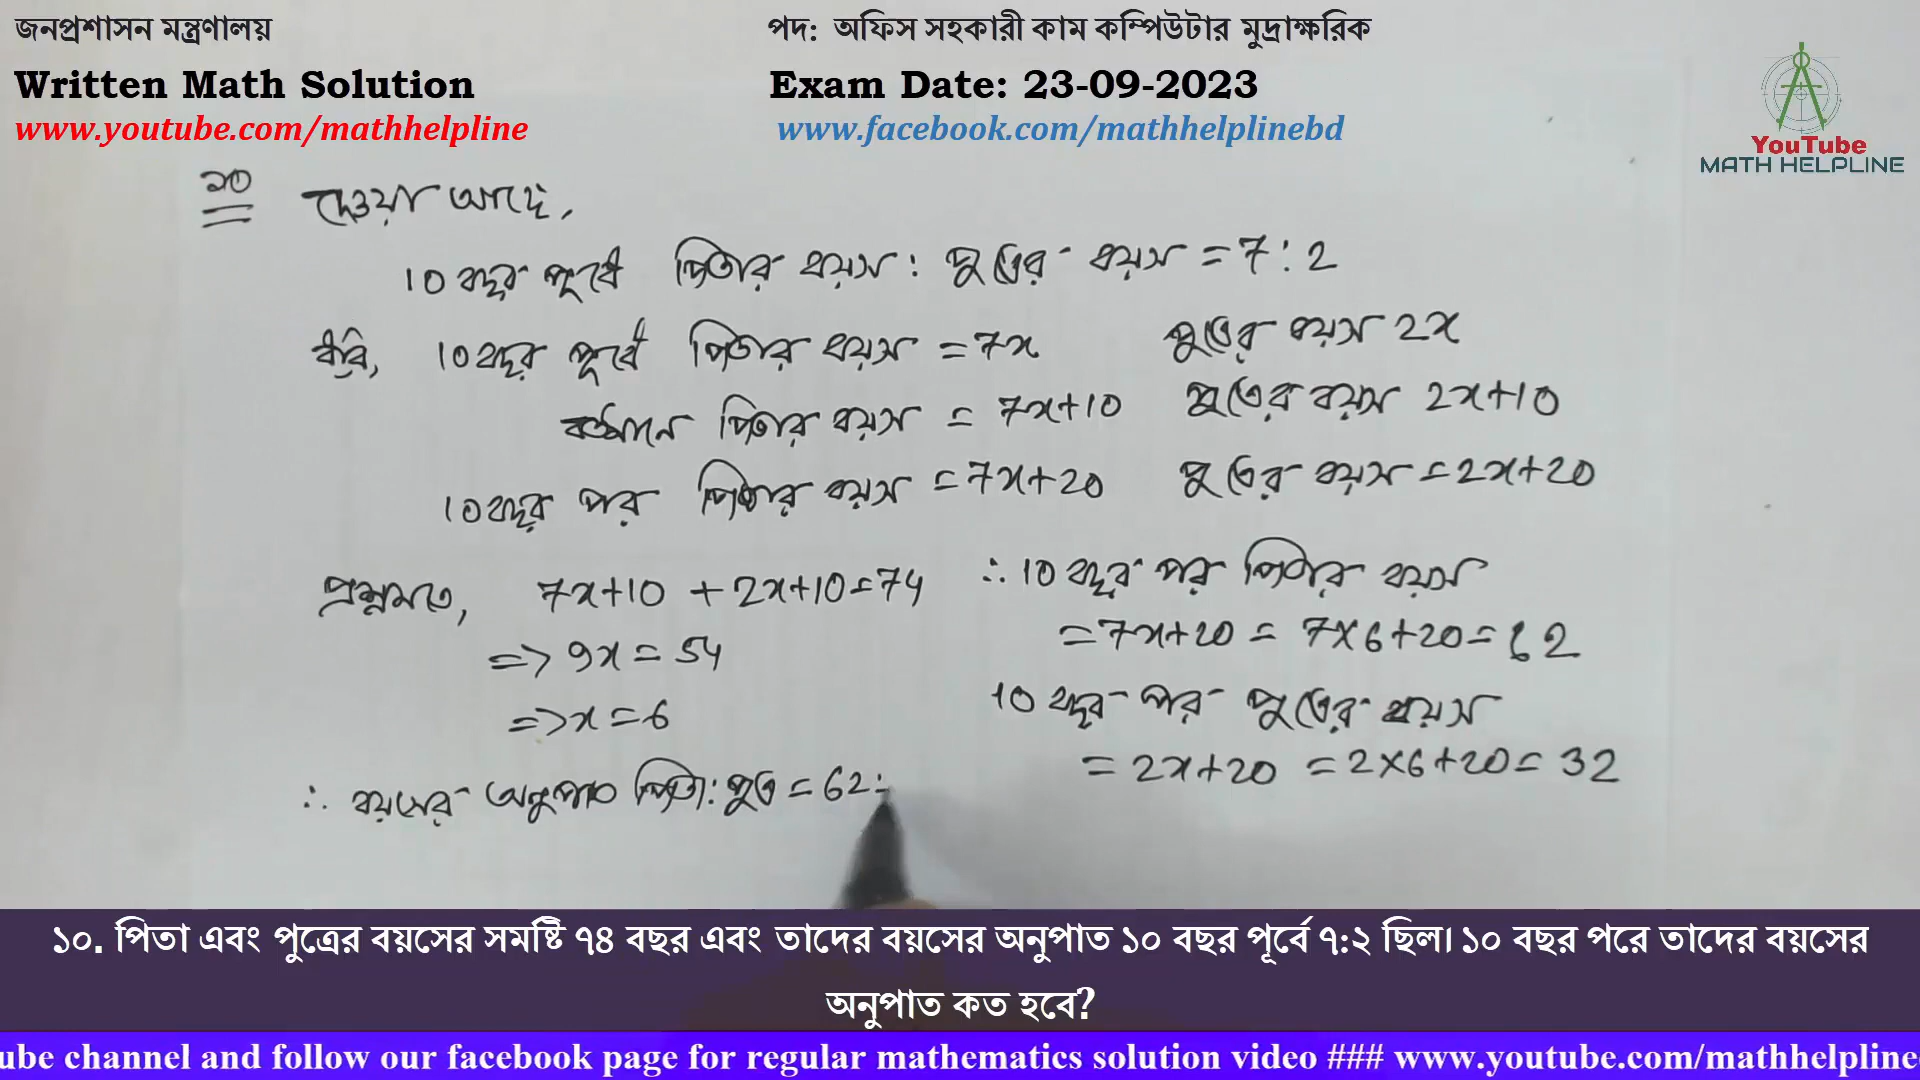 জনপ্রশাসন মন্ত্রণালয়
পদ: অফিস সহকারী কাম কম্পিউটার মুদ্রাক্ষরিক
Written Math Solution
Exam Date: 23-09-2023
www.youtube.com/mathhelpline
www.facebook.com/mathhelplinebd
YouTube
MATH HELPLINE
১০ দেওয়া আছে,
10 বছর পূর্বে পিতার বয়স : পুত্রের বয়স = 7 : 2
ধরি, 10 বছর পূর্বে পিতার বয়স = 7x পুত্রের বয়স 2x
বর্তমানে পিতার বয়স = 7x+10 পুত্রের বয়স 2x+10
10 বছর পর পিতার বয়স = 7x+20 পুত্রের বয়স = 2x+20
প্রশ্নমতে, 7x+10 + 2x+10 = 74
=> 9x = 54
=> x = 6
∴ 10 বছর পর পিতার বয়স
= 7x+20 = 7×6+20 = 62
10 বছর পর পুত্রের বয়স
= 2x+20 = 2×6+20 = 32
∴ বয়সের অনুপাত পিতা : পুত্র = 62 :
১০. পিতা এবং পুত্রের বয়সের সমষ্টি ৭৪ বছর এবং তাদের বয়সের অনুপাত ১০ বছর পূর্বে ৭:২ ছিল। ১০ বছর পরে তাদের বয়সের
অনুপাত কত হবে?
ube channel and follow our facebook page for regular mathematics solution video ### www.youtube.com/mathhelpline